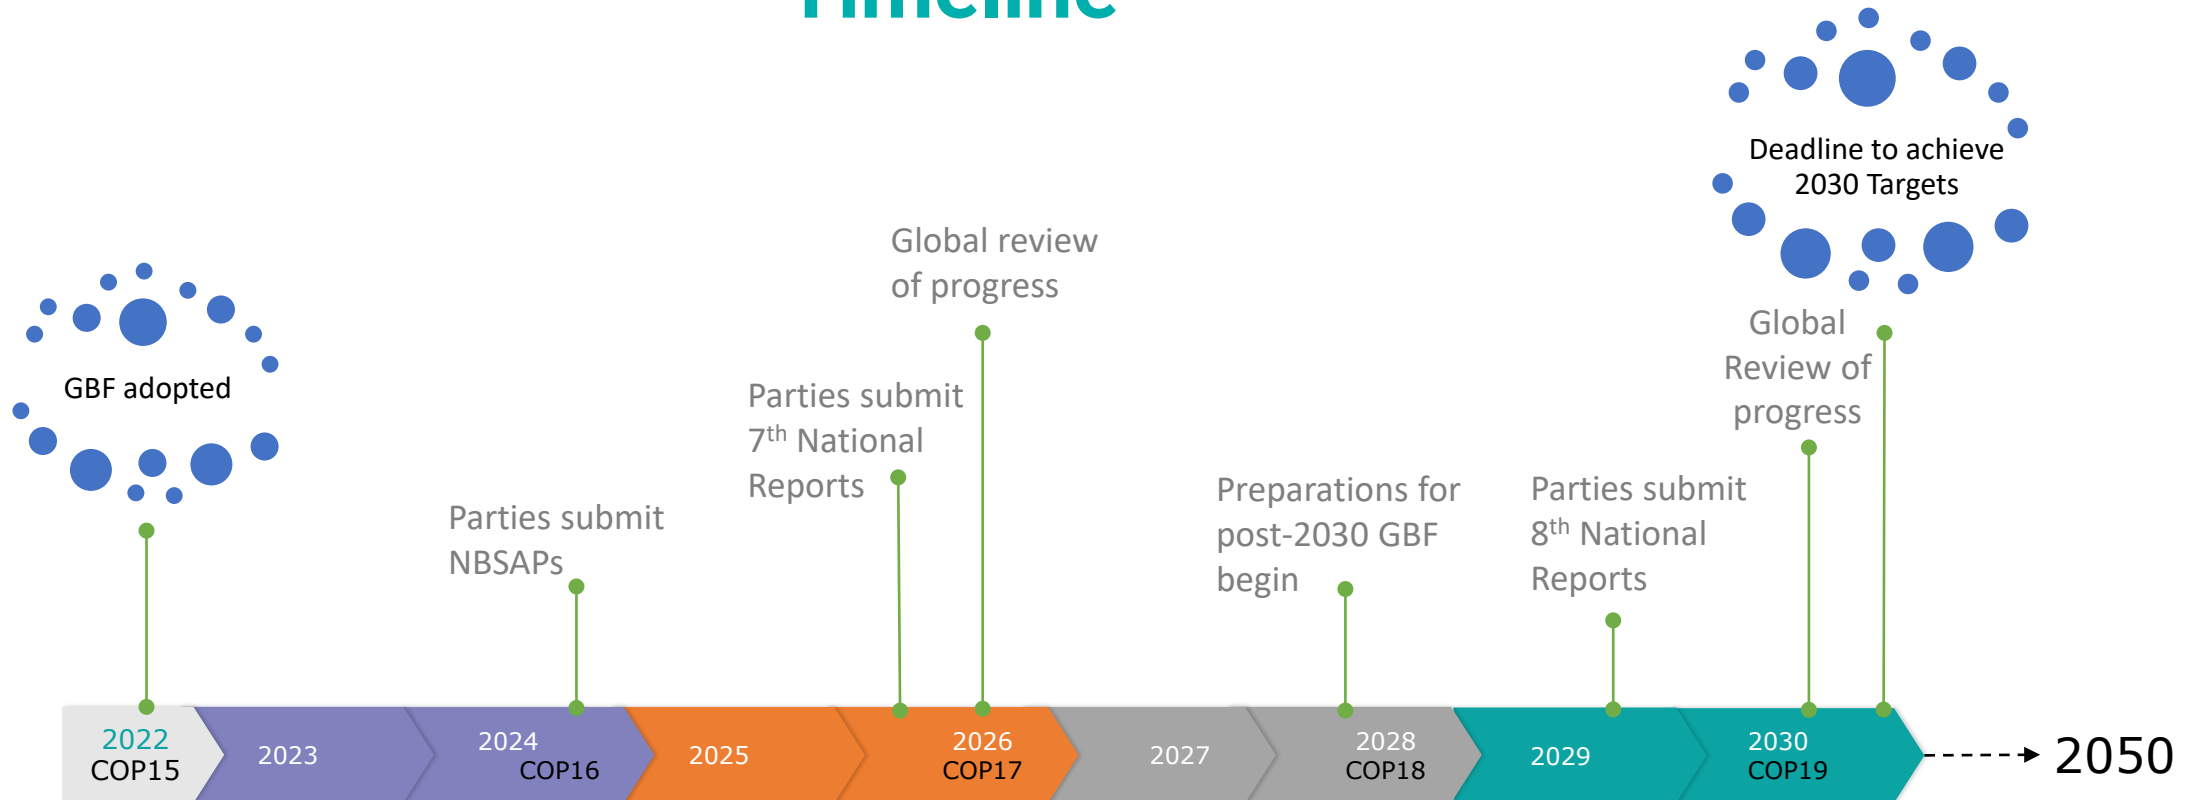 Timeline
GBF adopted
Parties submit
NBSAPs
Parties submit
7th National
Reports
Global review
of progress
Preparations for
post-2030 GBF
begin
Parties submit
8th National
Reports
Global
Review of
progress
Deadline to achieve
2030 Targets
2022
COP15
2023
2024
COP16
2025
2026
COP17
2027
2028
COP18
2029
2030
COP19
2050